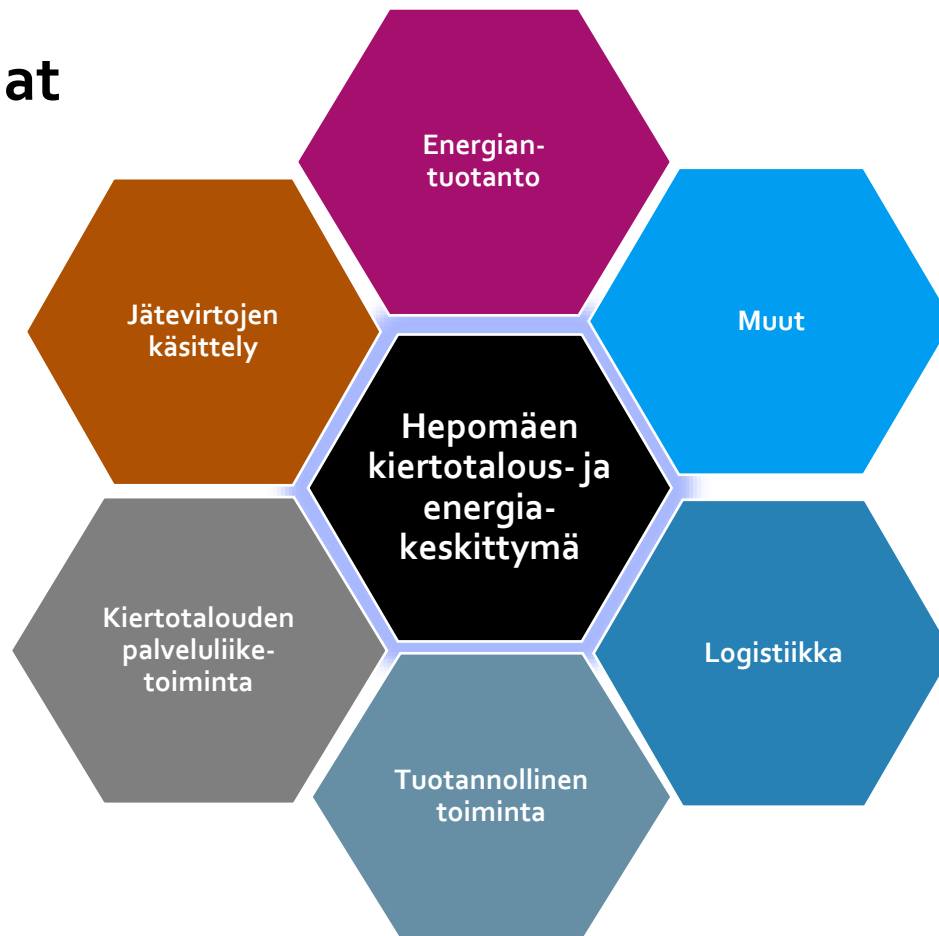 at
Energian-
tuotanto
Jätevirtojen
käsittely
Muut
Hepomäen
kiertotalous- ja
energia-
keskittymä
Kiertotalouden
palveluliike-
toiminta
Logistiikka
Tuotannollinen
toiminta